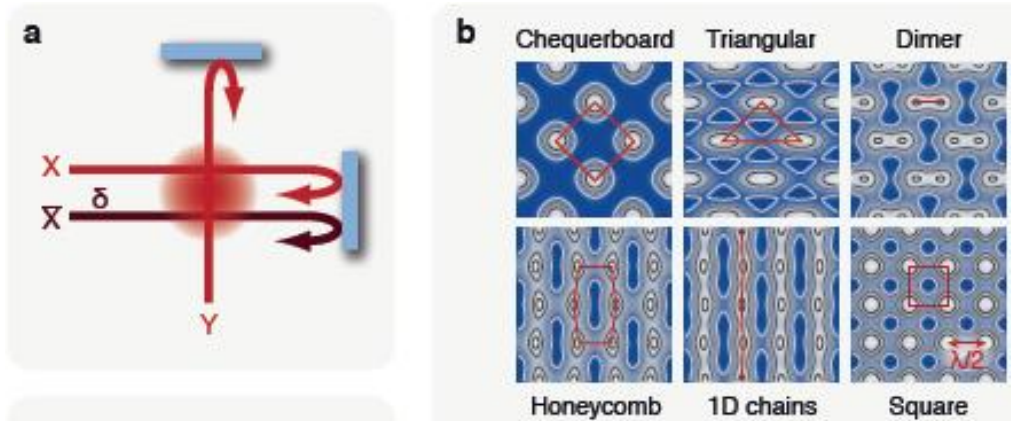 a
X
X̅
δ
Y
b
Chequerboard Triangular Dimer
λ/2
Honeycomb 1D chains Square